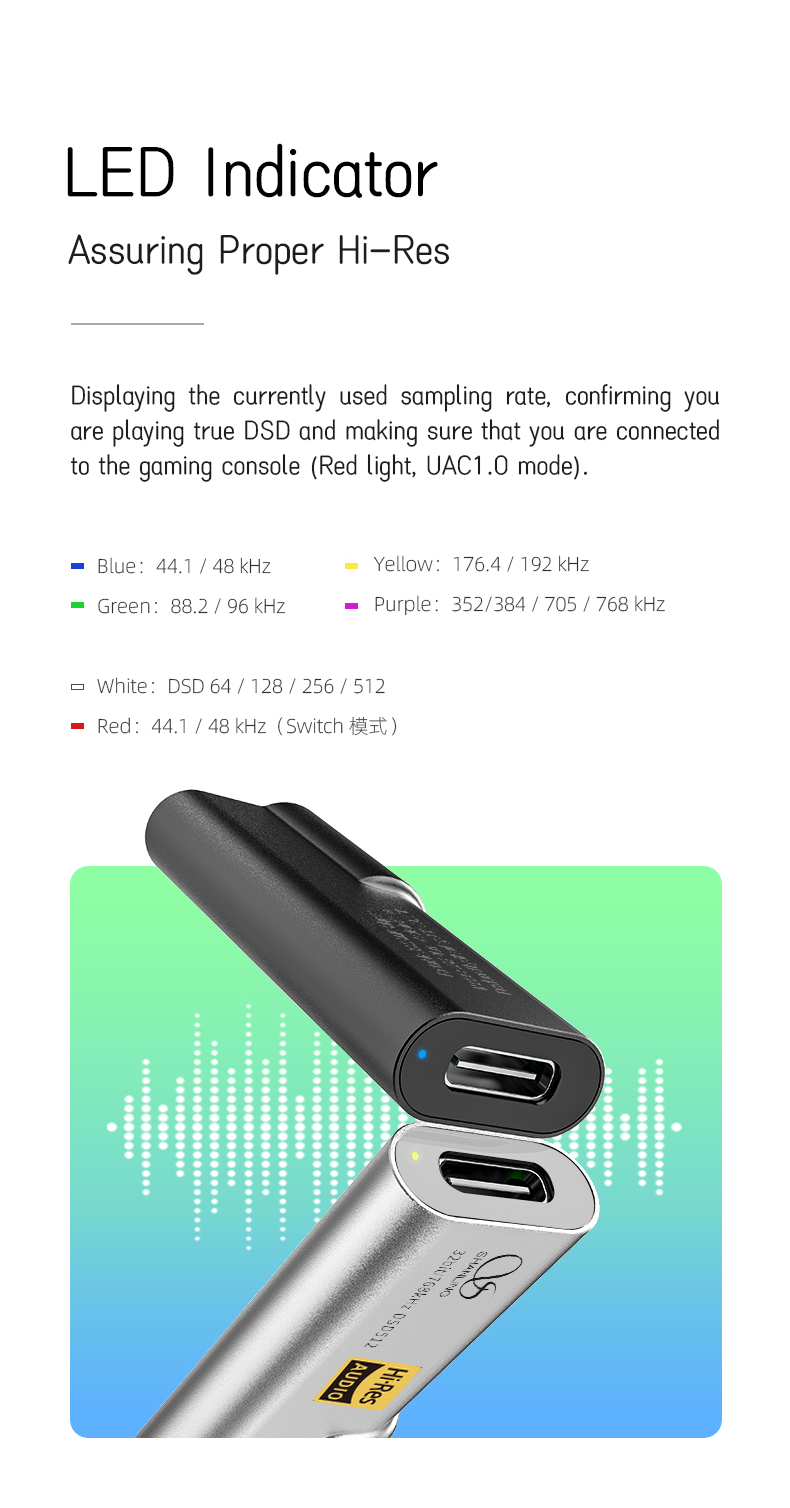 LED Indicator
Assuring Proper Hi-Res
Displaying the currently used sampling rate, confirming you
are playing true DSD and making sure that you are connected
to the gaming console (Red light, UAC1.0 mode).
Blue: 44.1 / 48 kHz
Yellow: 176.4 / 192 kHz
Green: 88.2 / 96 kHz
Purple: 352/384 / 705 / 768 kHz
White: DSD 64 / 128 / 256 / 512
Red: 44.1 / 48 kHz (Switch 模式)
SHANLING
32bit/768kHz DSD512
Hi-Res
AUDIO